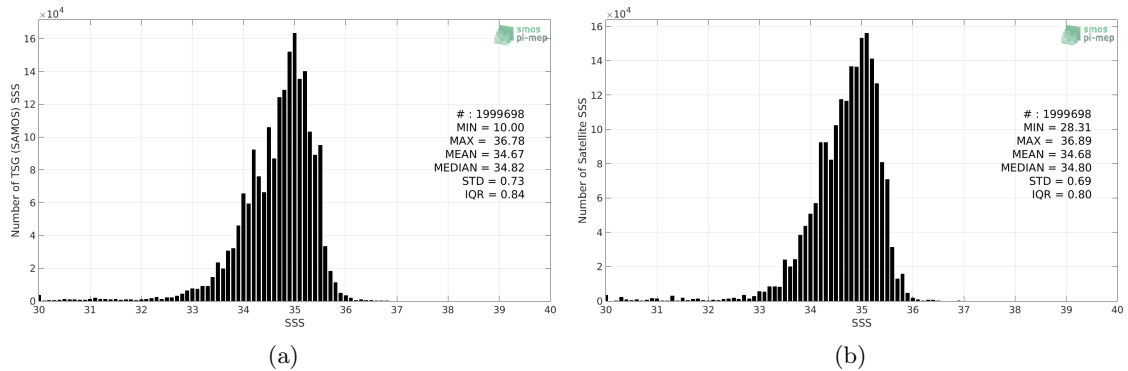 ×10⁴
16
14
12
10
8
6
4
2
0
Number of TSG (SAMOS) SSS
30 31 32 33 34 35 36 37 38 39 40
SSS
smos
pi-mep
# : 1999698
MIN = 10.00
MAX = 36.78
MEAN = 34.67
MEDIAN = 34.82
STD = 0.73
IQR = 0.84
(a)
×10⁴
16
14
12
10
8
6
4
2
0
Number of Satellite SSS
30 31 32 33 34 35 36 37 38 39 40
SSS
smos
pi-mep
# : 1999698
MIN = 28.31
MAX = 36.89
MEAN = 34.68
MEDIAN = 34.80
STD = 0.69
IQR = 0.80
(b)